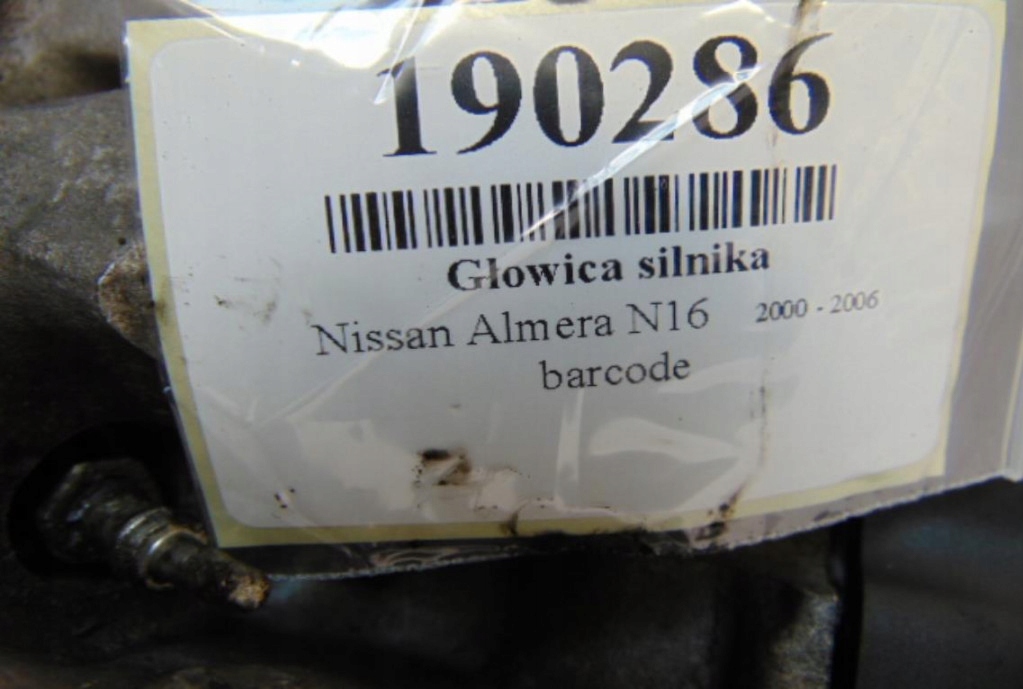 190286
Głowica silnika
Nissan Almera N16 2000 - 2006
barcode